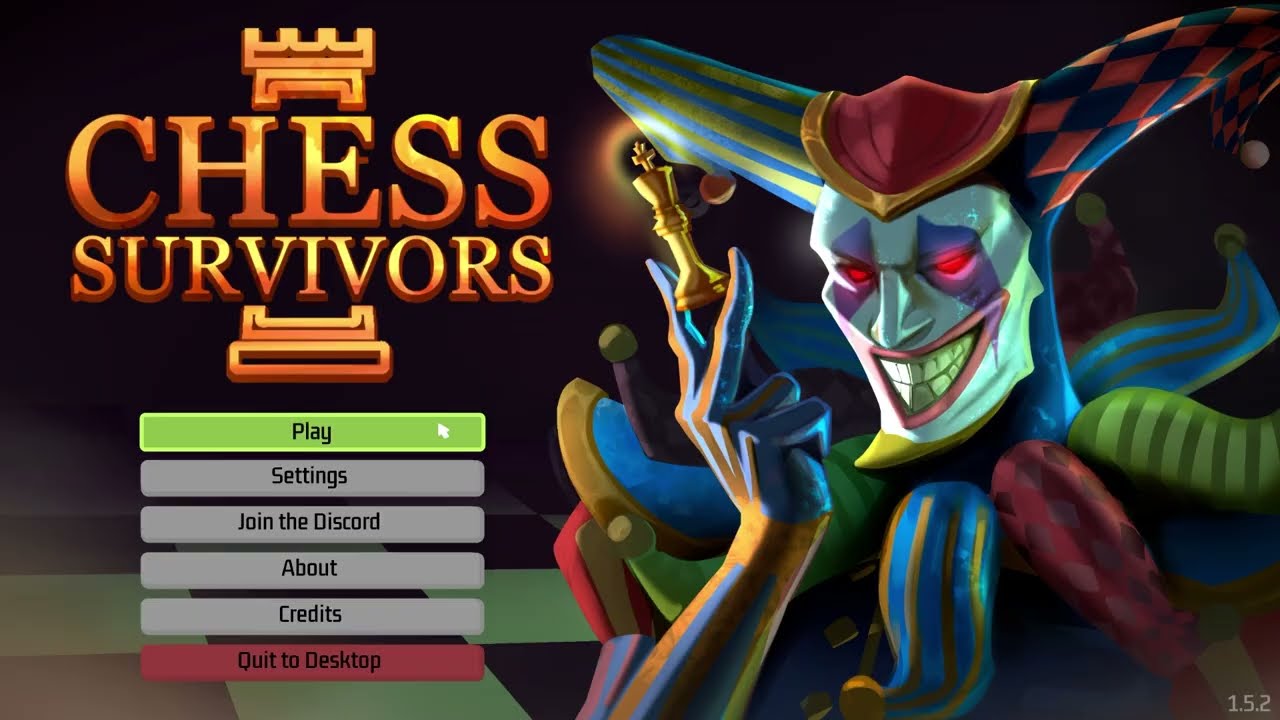 CHESS
SURVIVORS
Play
Settings
Join the Discord
About
Credits
Quit to Desktop
1.5.2